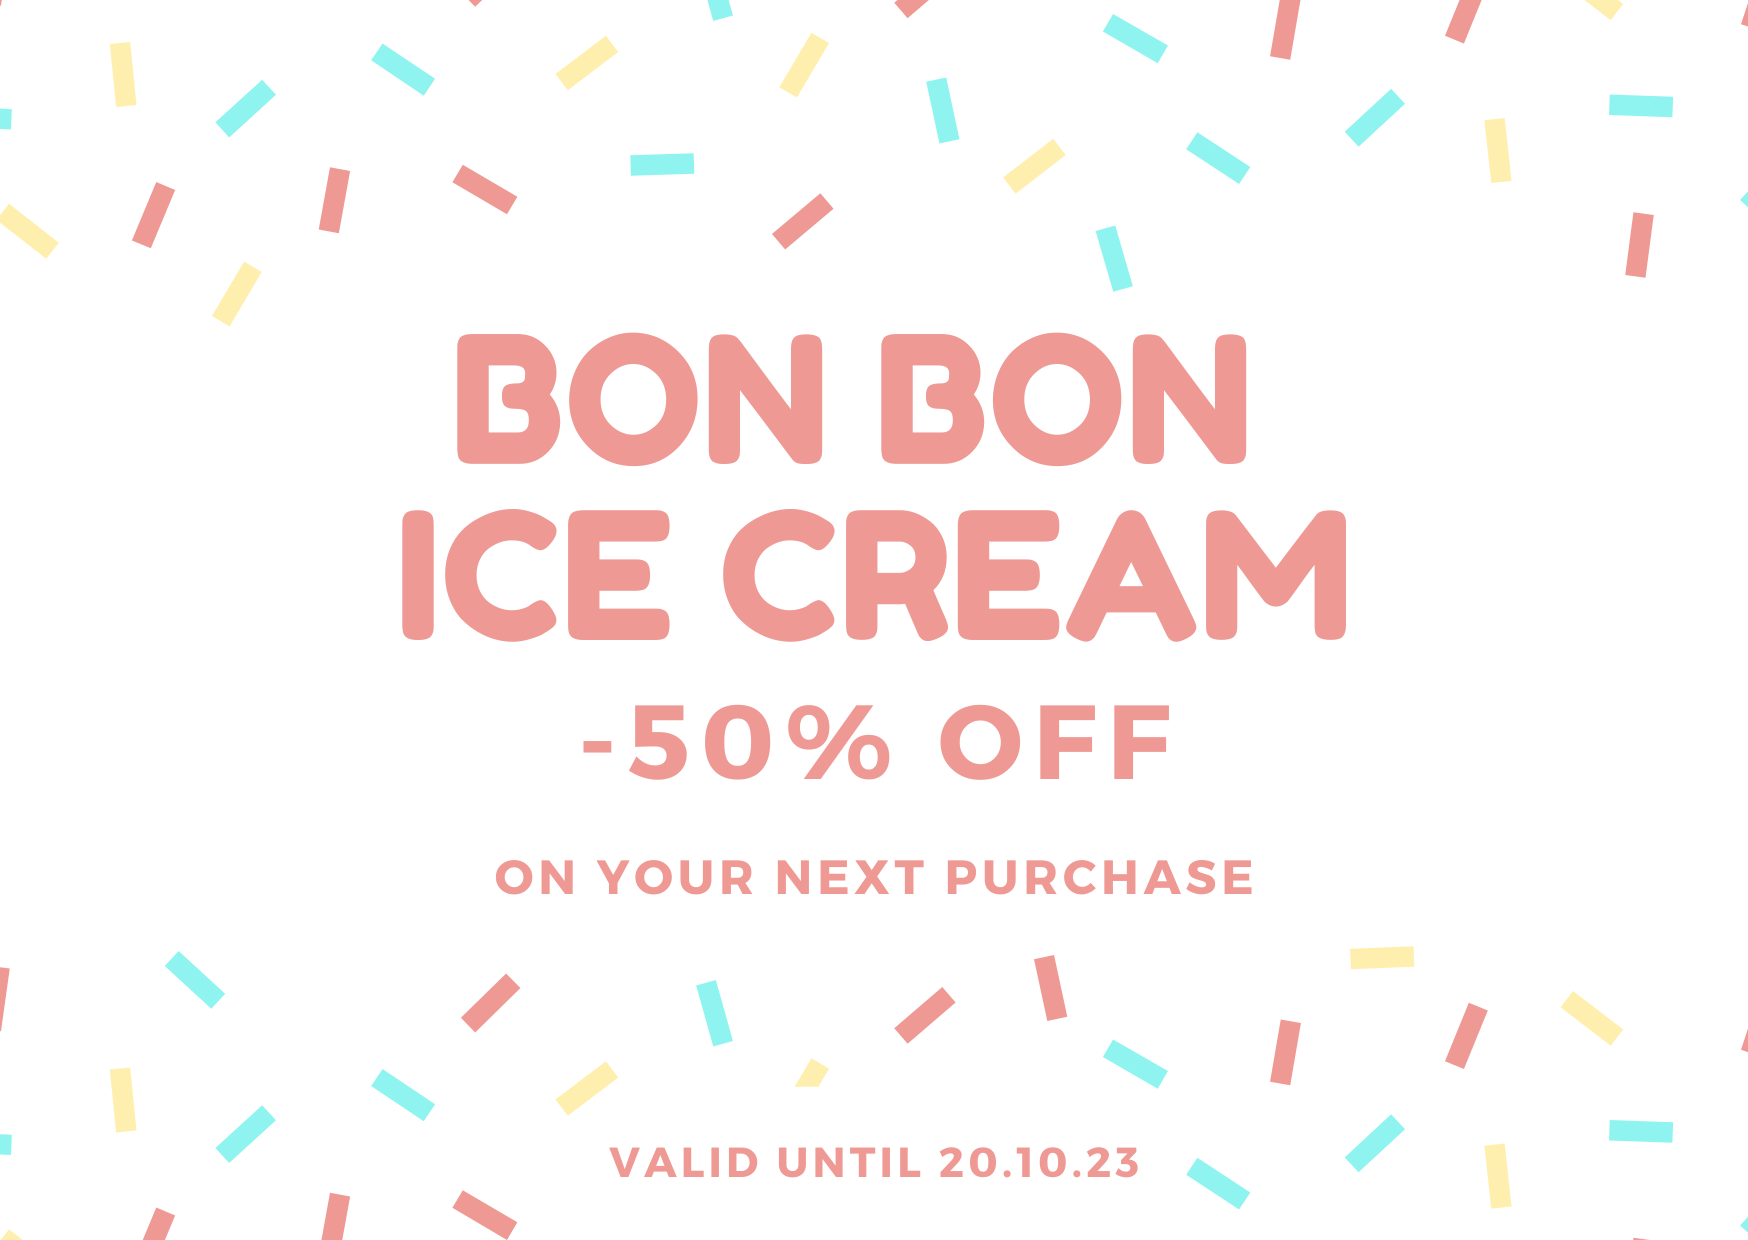 BON BON
ICE CREAM
-50% OFF
ON YOUR NEXT PURCHASE
VALID UNTIL 20.10.23